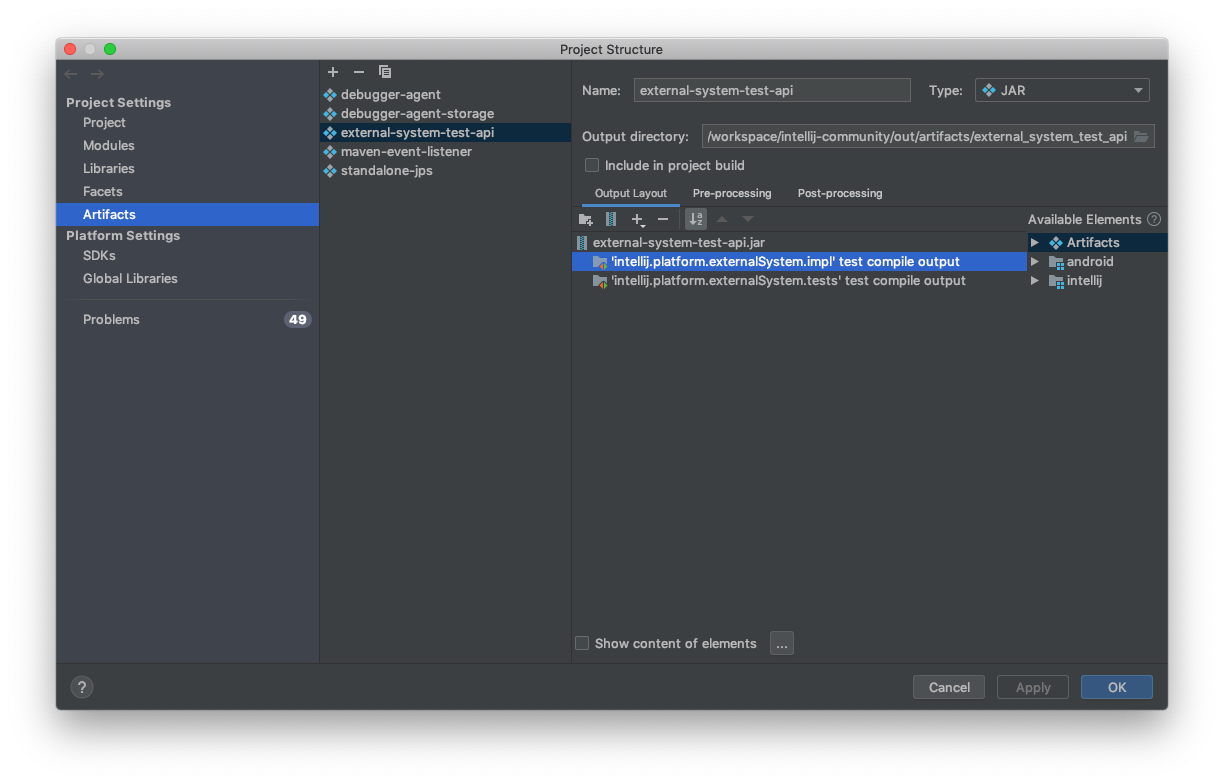 Project Structure
Project Settings
Project
Modules
Libraries
Facets
Artifacts
Platform Settings
SDKs
Global Libraries
Problems 49
debugger-agent
debugger-agent-storage
external-system-test-api
maven-event-listener
standalone-jps
Name: external-system-test-api Type: JAR
Output directory: /workspace/intellij-community/out/artifacts/external_system_test_api
Include in project build
Output Layout Pre-processing Post-processing
Available Elements ?
external-system-test-api.jar
'intellij.platform.externalSystem.impl' test compile output
'intellij.platform.externalSystem.tests' test compile output
Artifacts
android
intellij
Show content of elements ...
? Cancel Apply OK